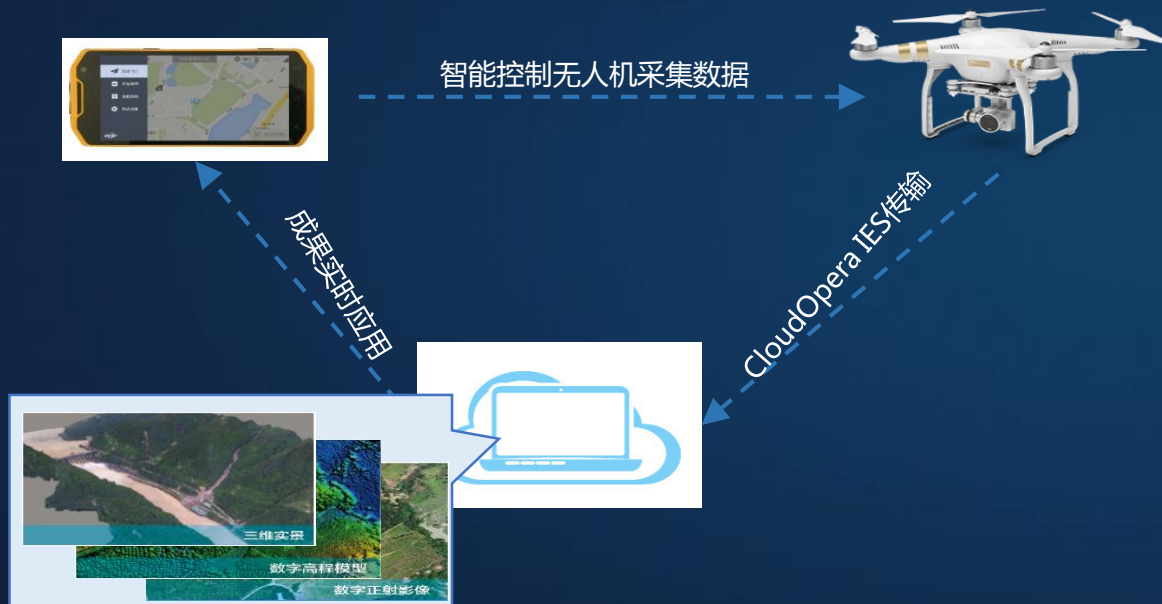 智能控制无人机采集数据
CloudOpera IES传输
成果实时应用
三维实景
数字高程模型
数字正射影像